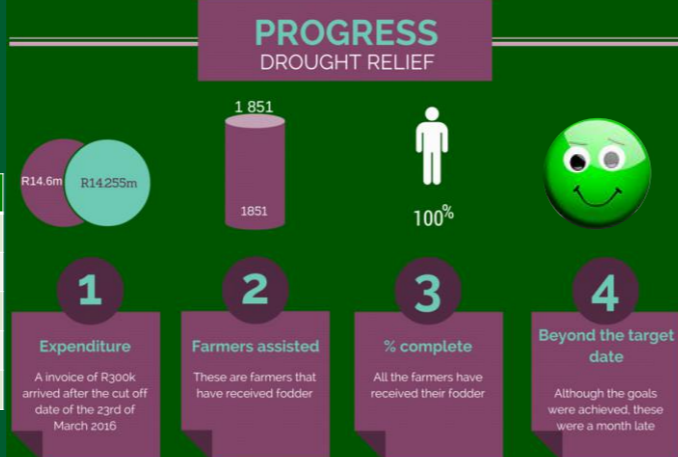 PROGRESS
DROUGHT RELIEF
R14.6m
R14.255m
1 851
1851
100%
1
Expenditure
A invoice of R300k
arrived after the cut off
date of the 23rd of
March 2016
2
Farmers assisted
These are farmers that
have received fodder
3
% complete
All the farmers have
received their fodder
4
Beyond the target
date
Although the goals
were achieved, these
were a month late